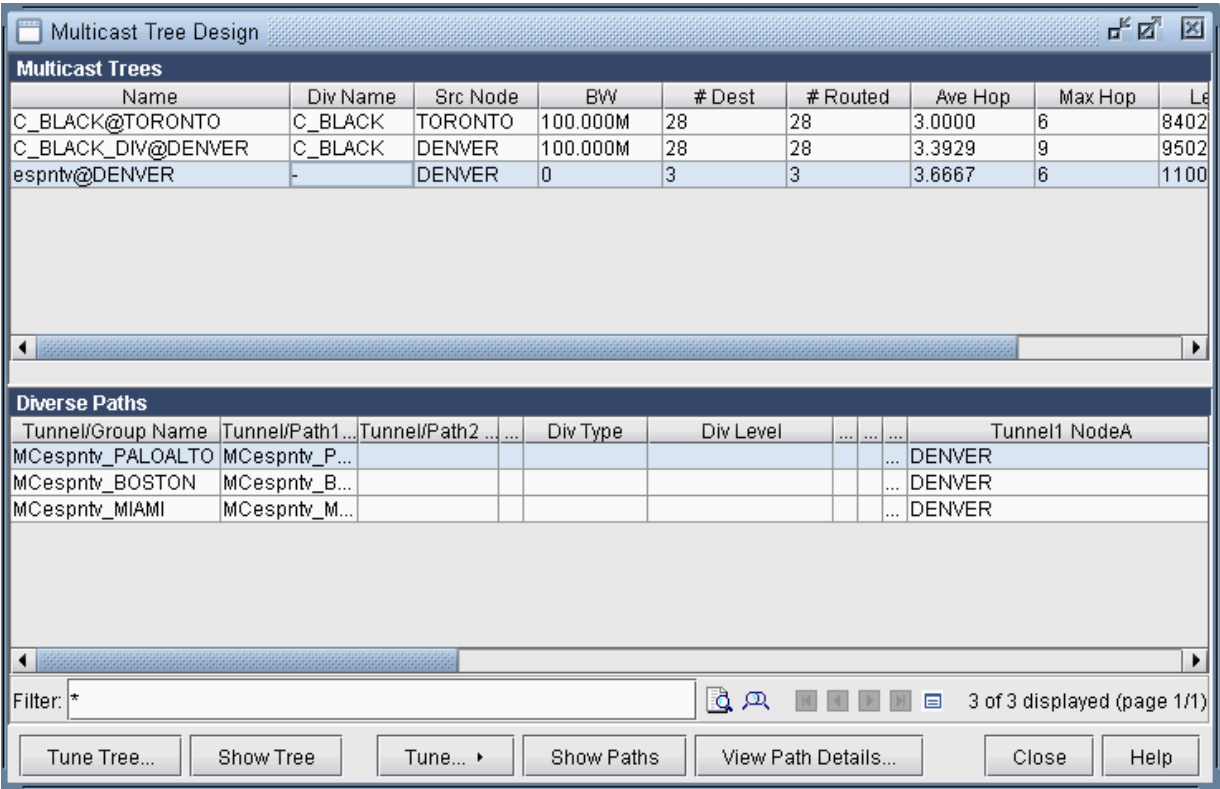 Multicast Tree Design
Multicast Trees
Name Div Name Src Node BW # Dest # Routed Ave Hop Max Hop Le
C_BLACK@TORONTO C_BLACK TORONTO 100.000M 28 28 3.0000 6 8402
C_BLACK_DIV@DENVER C_BLACK DENVER 100.000M 28 28 3.3929 9 9502
espntv@DENVER - DENVER 0 3 3 3.6667 6 1100
Diverse Paths
Tunnel/Group Name Tunnel/Path1... Tunnel/Path2 ... ... Div Type Div Level ... ... ... Tunnel1 NodeA
MCespntv_PALOALTO MCespntv_P... ... DENVER
MCespntv_BOSTON MCespntv_B... ... DENVER
MCespntv_MIAMI MCespntv_M... ... DENVER
Filter: * 3 of 3 displayed (page 1/1)
Tune Tree... Show Tree Tune... Show Paths View Path Details... Close Help